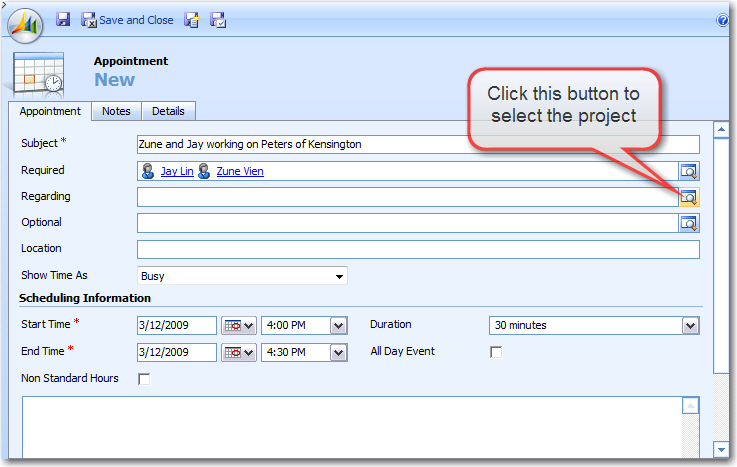 Save and Close
Appointment
New
Click this button to
select the project
Appointment Notes Details
Subject * Zune and Jay working on Peters of Kensington
Required Jay Lin Zune Vien
Regarding
Optional
Location
Show Time As Busy
Scheduling Information
Start Time * 3/12/2009 4:00 PM Duration 30 minutes
End Time * 3/12/2009 4:30 PM All Day Event
Non Standard Hours